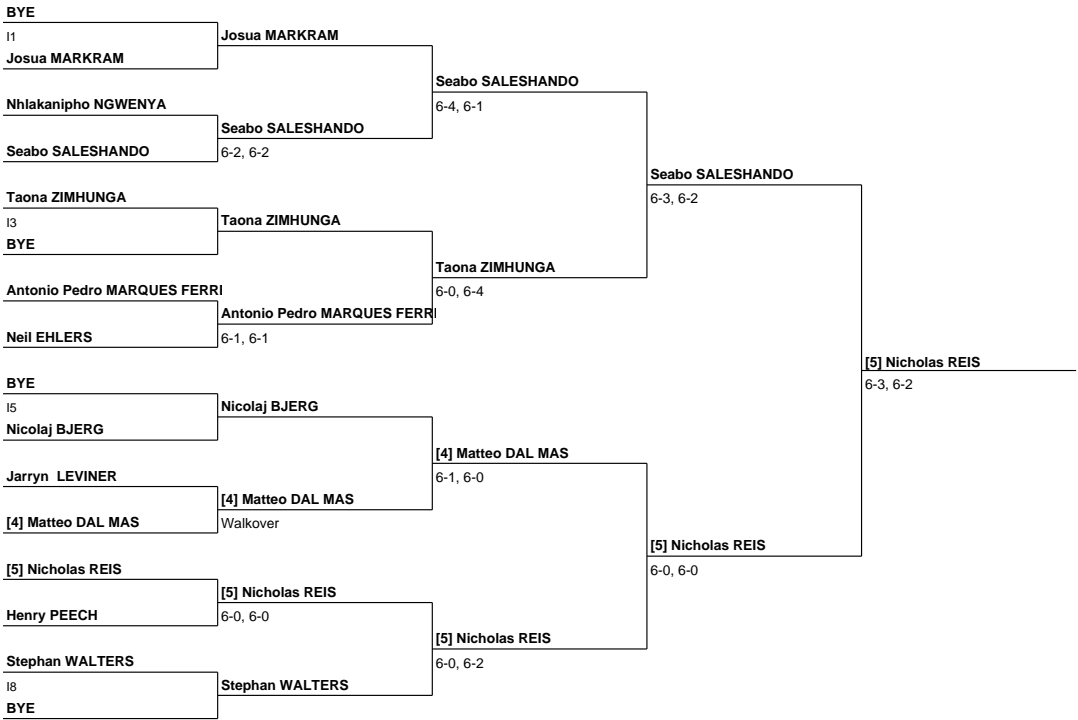 BYE
I1
Josua MARKRAM
Josua MARKRAM
Nhlakanipho NGWENYA
Seabo SALESHANDO
Seabo SALESHANDO
6-2, 6-2
Seabo SALESHANDO
6-4, 6-1
Taona ZIMHUNGA
I3
BYE
Taona ZIMHUNGA
Antonio Pedro MARQUES FERRI
Neil EHLERS
Antonio Pedro MARQUES FERRI
6-1, 6-1
Taona ZIMHUNGA
6-0, 6-4
Seabo SALESHANDO
6-3, 6-2
BYE
I5
Nicolaj BJERG
Nicolaj BJERG
Jarryn  LEVINER
[4] Matteo DAL MAS
[4] Matteo DAL MAS
Walkover
[4] Matteo DAL MAS
6-1, 6-0
[5] Nicholas REIS
Henry PEECH
[5] Nicholas REIS
6-0, 6-0
Stephan WALTERS
I8
BYE
Stephan WALTERS
[5] Nicholas REIS
6-0, 6-2
[5] Nicholas REIS
6-0, 6-0
[5] Nicholas REIS
6-3, 6-2